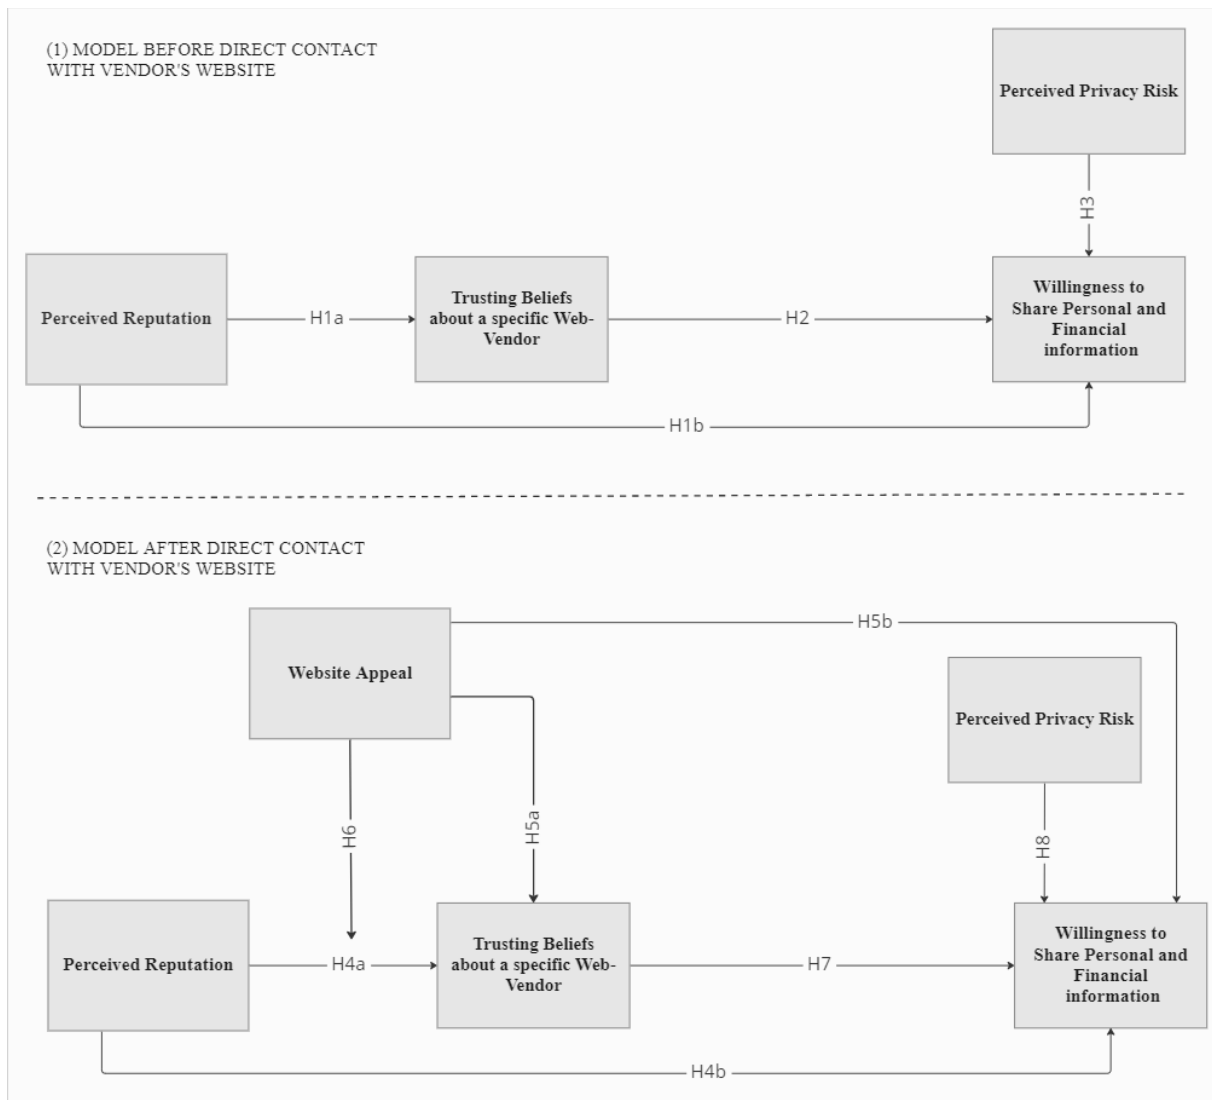 (1) MODEL BEFORE DIRECT CONTACT
WITH VENDOR'S WEBSITE
Perceived Privacy Risk
H3
Perceived Reputation
H1a
Trusting Beliefs
about a specific Web-
Vendor
H2
Willingness to
Share Personal and
Financial
information
H1b
(2) MODEL AFTER DIRECT CONTACT
WITH VENDOR'S WEBSITE
H5b
Website Appeal
Perceived Privacy Risk
H6
H5a
H8
Perceived Reputation
H4a
Trusting Beliefs
about a specific Web-
Vendor
H7
Willingness to
Share Personal and
Financial
information
H4b